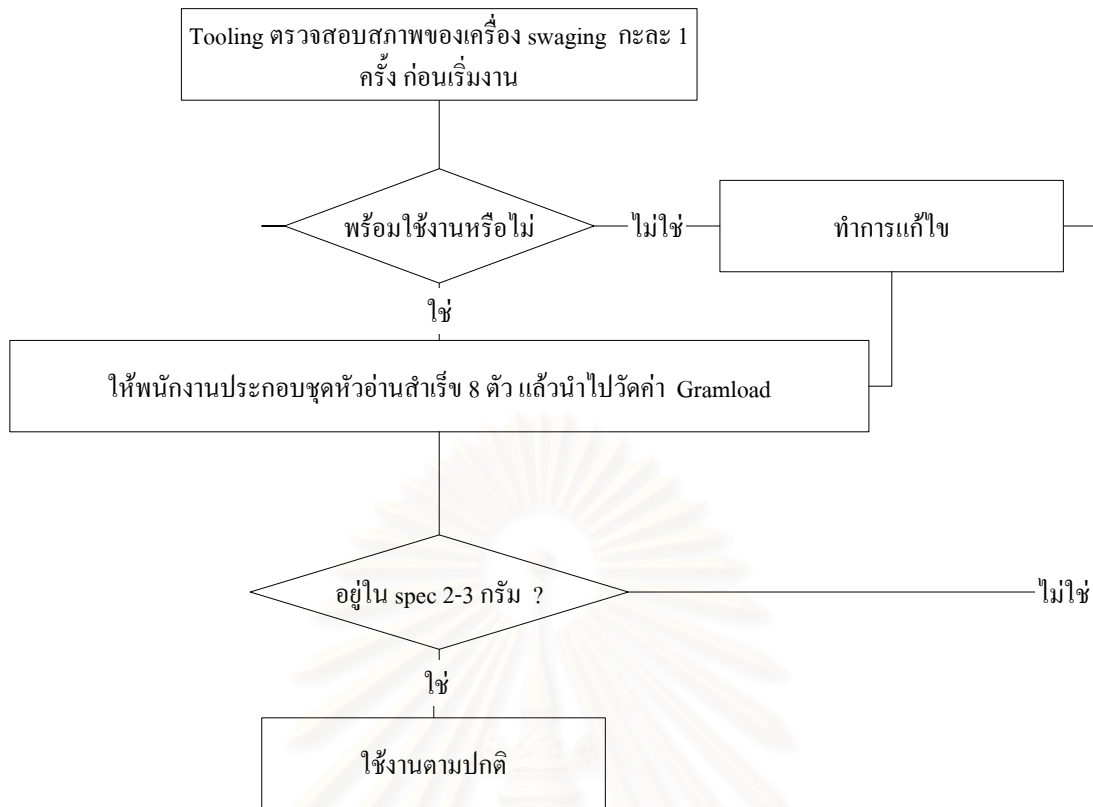 Tooling ตรวจสอบสภาพของเครื่อง swaging กะละ 1
ครั้ง ก่อนเริ่มงาน
พร้อมใช้งานหรือไม่
ไม่ใช่
ทำการแก้ไข
ใช่
ให้พนักงานประกอบชุดหัวอ่านสำเร็ข 8 ตัว แล้วนำไปวัดค่า Gramload
อยู่ใน spec 2-3 กรัม ?
ไม่ใช่
ใช่
ใช้งานตามปกติ